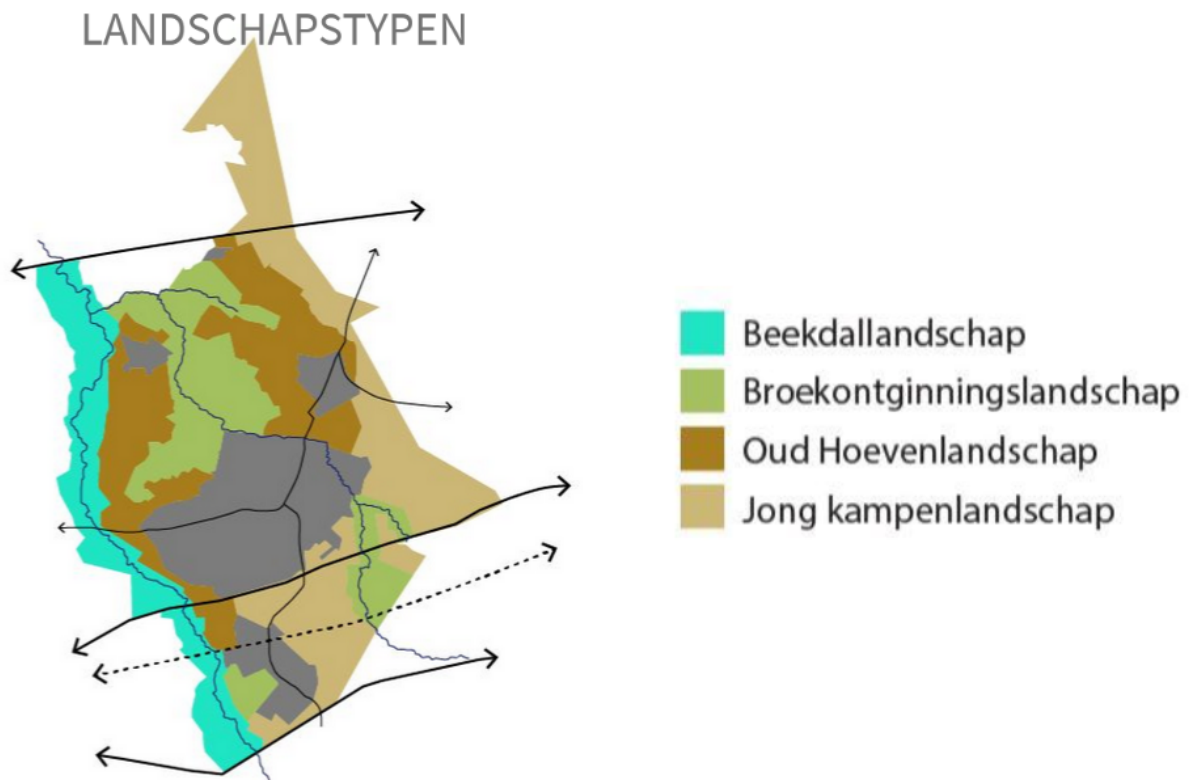 LANDSCHAPSTYPEN
Beekdallandschap
Broekontginningslandschap
Oud Hoevenlandschap
Jong kampenlandschap